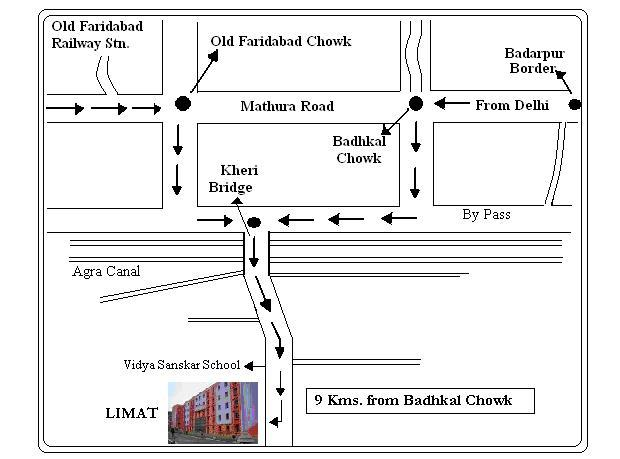 Old Faridabad
Railway Stn.
Old Faridabad Chowk
Badarpur
Border
Mathura Road
From Delhi
Badhkal
Chowk
Kheri
Bridge
By Pass
Agra Canal
Vidya Sanskar School
9 Kms. from Badhkal Chowk
LIMAT